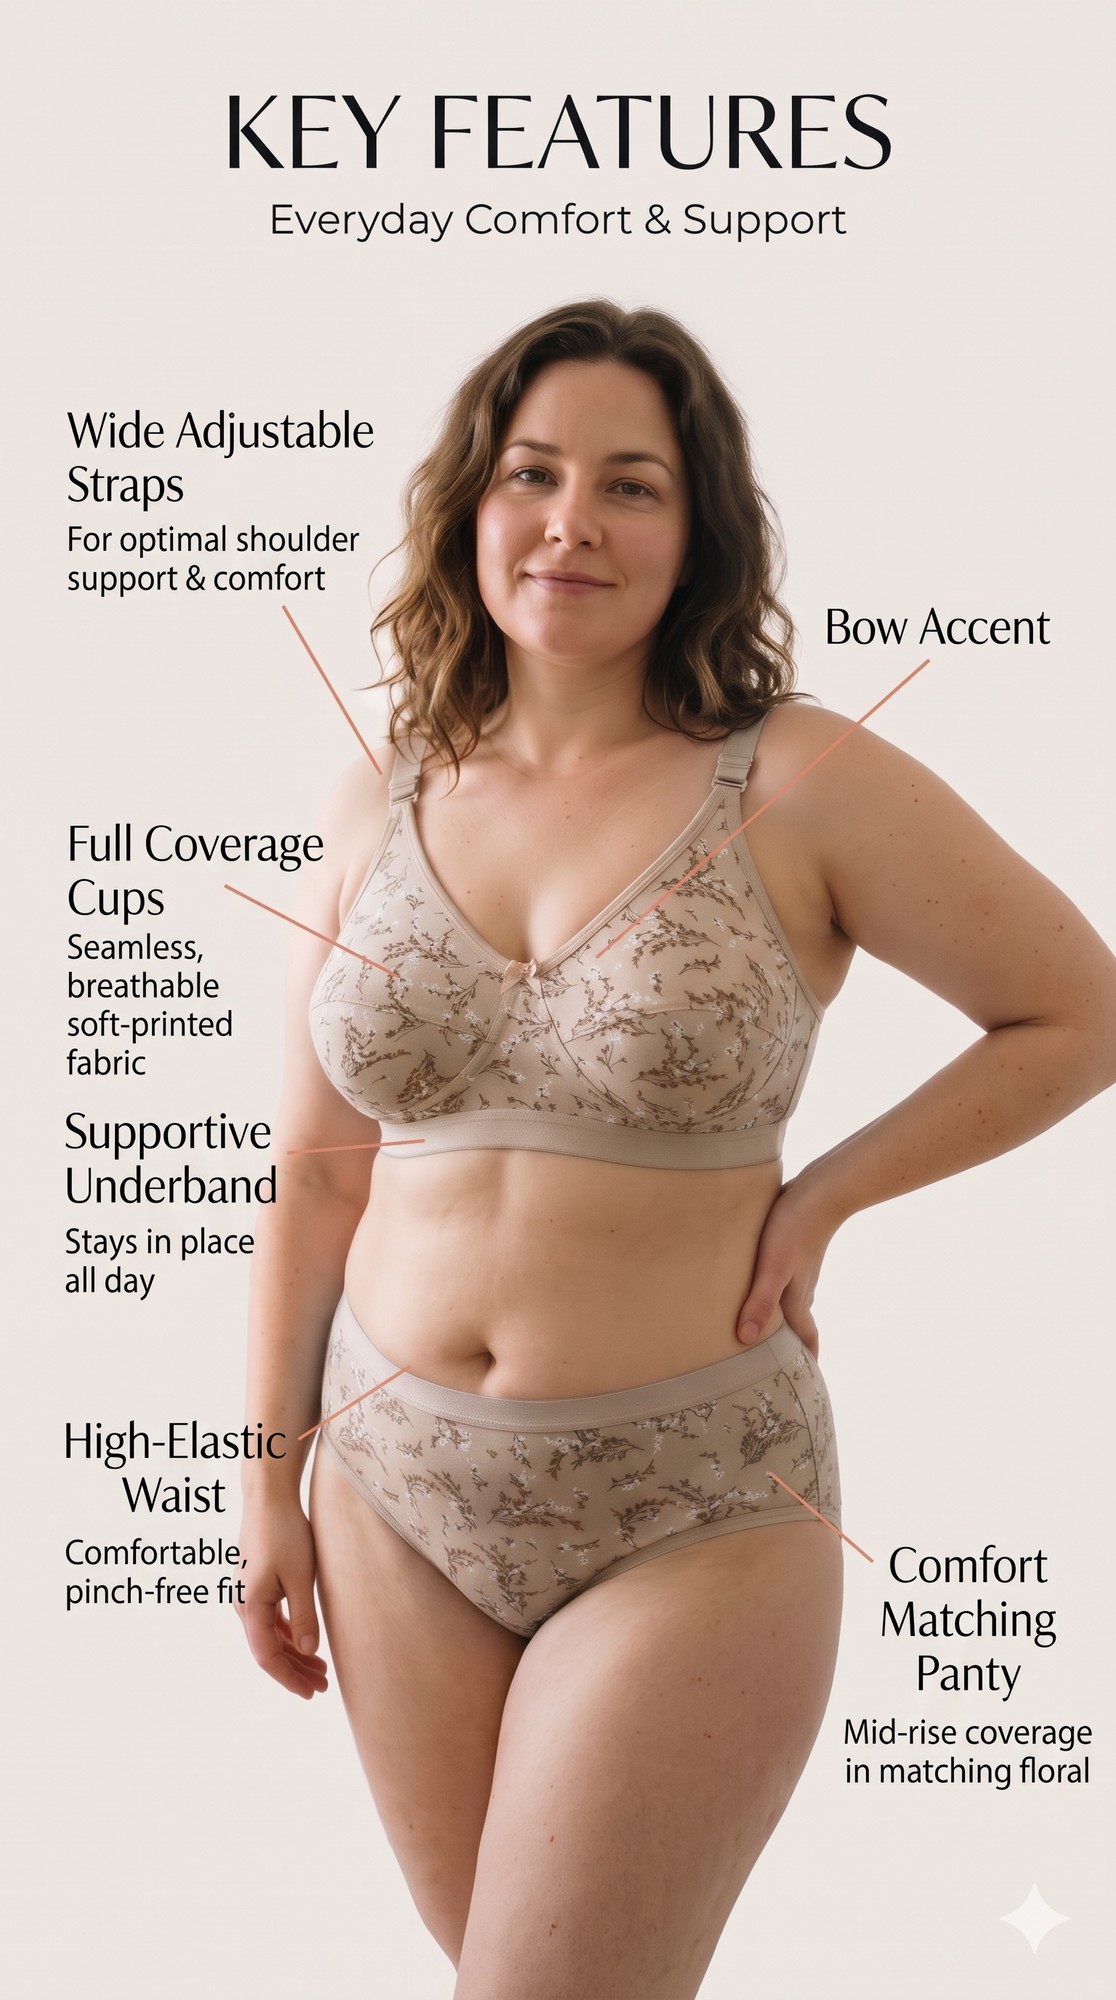 KEY FEATURES
Everyday Comfort & Support
Wide Adjustable
Straps
For optimal shoulder
support & comfort
Bow Accent
Full Coverage
Cups
Seamless,
breathable
soft-printed
fabric
Supportive
Underband
Stays in place
all day
High-Elastic
Waist
Comfortable,
pinch-free fit
Comfort
Matching
Panty
Mid-rise coverage
in matching floral